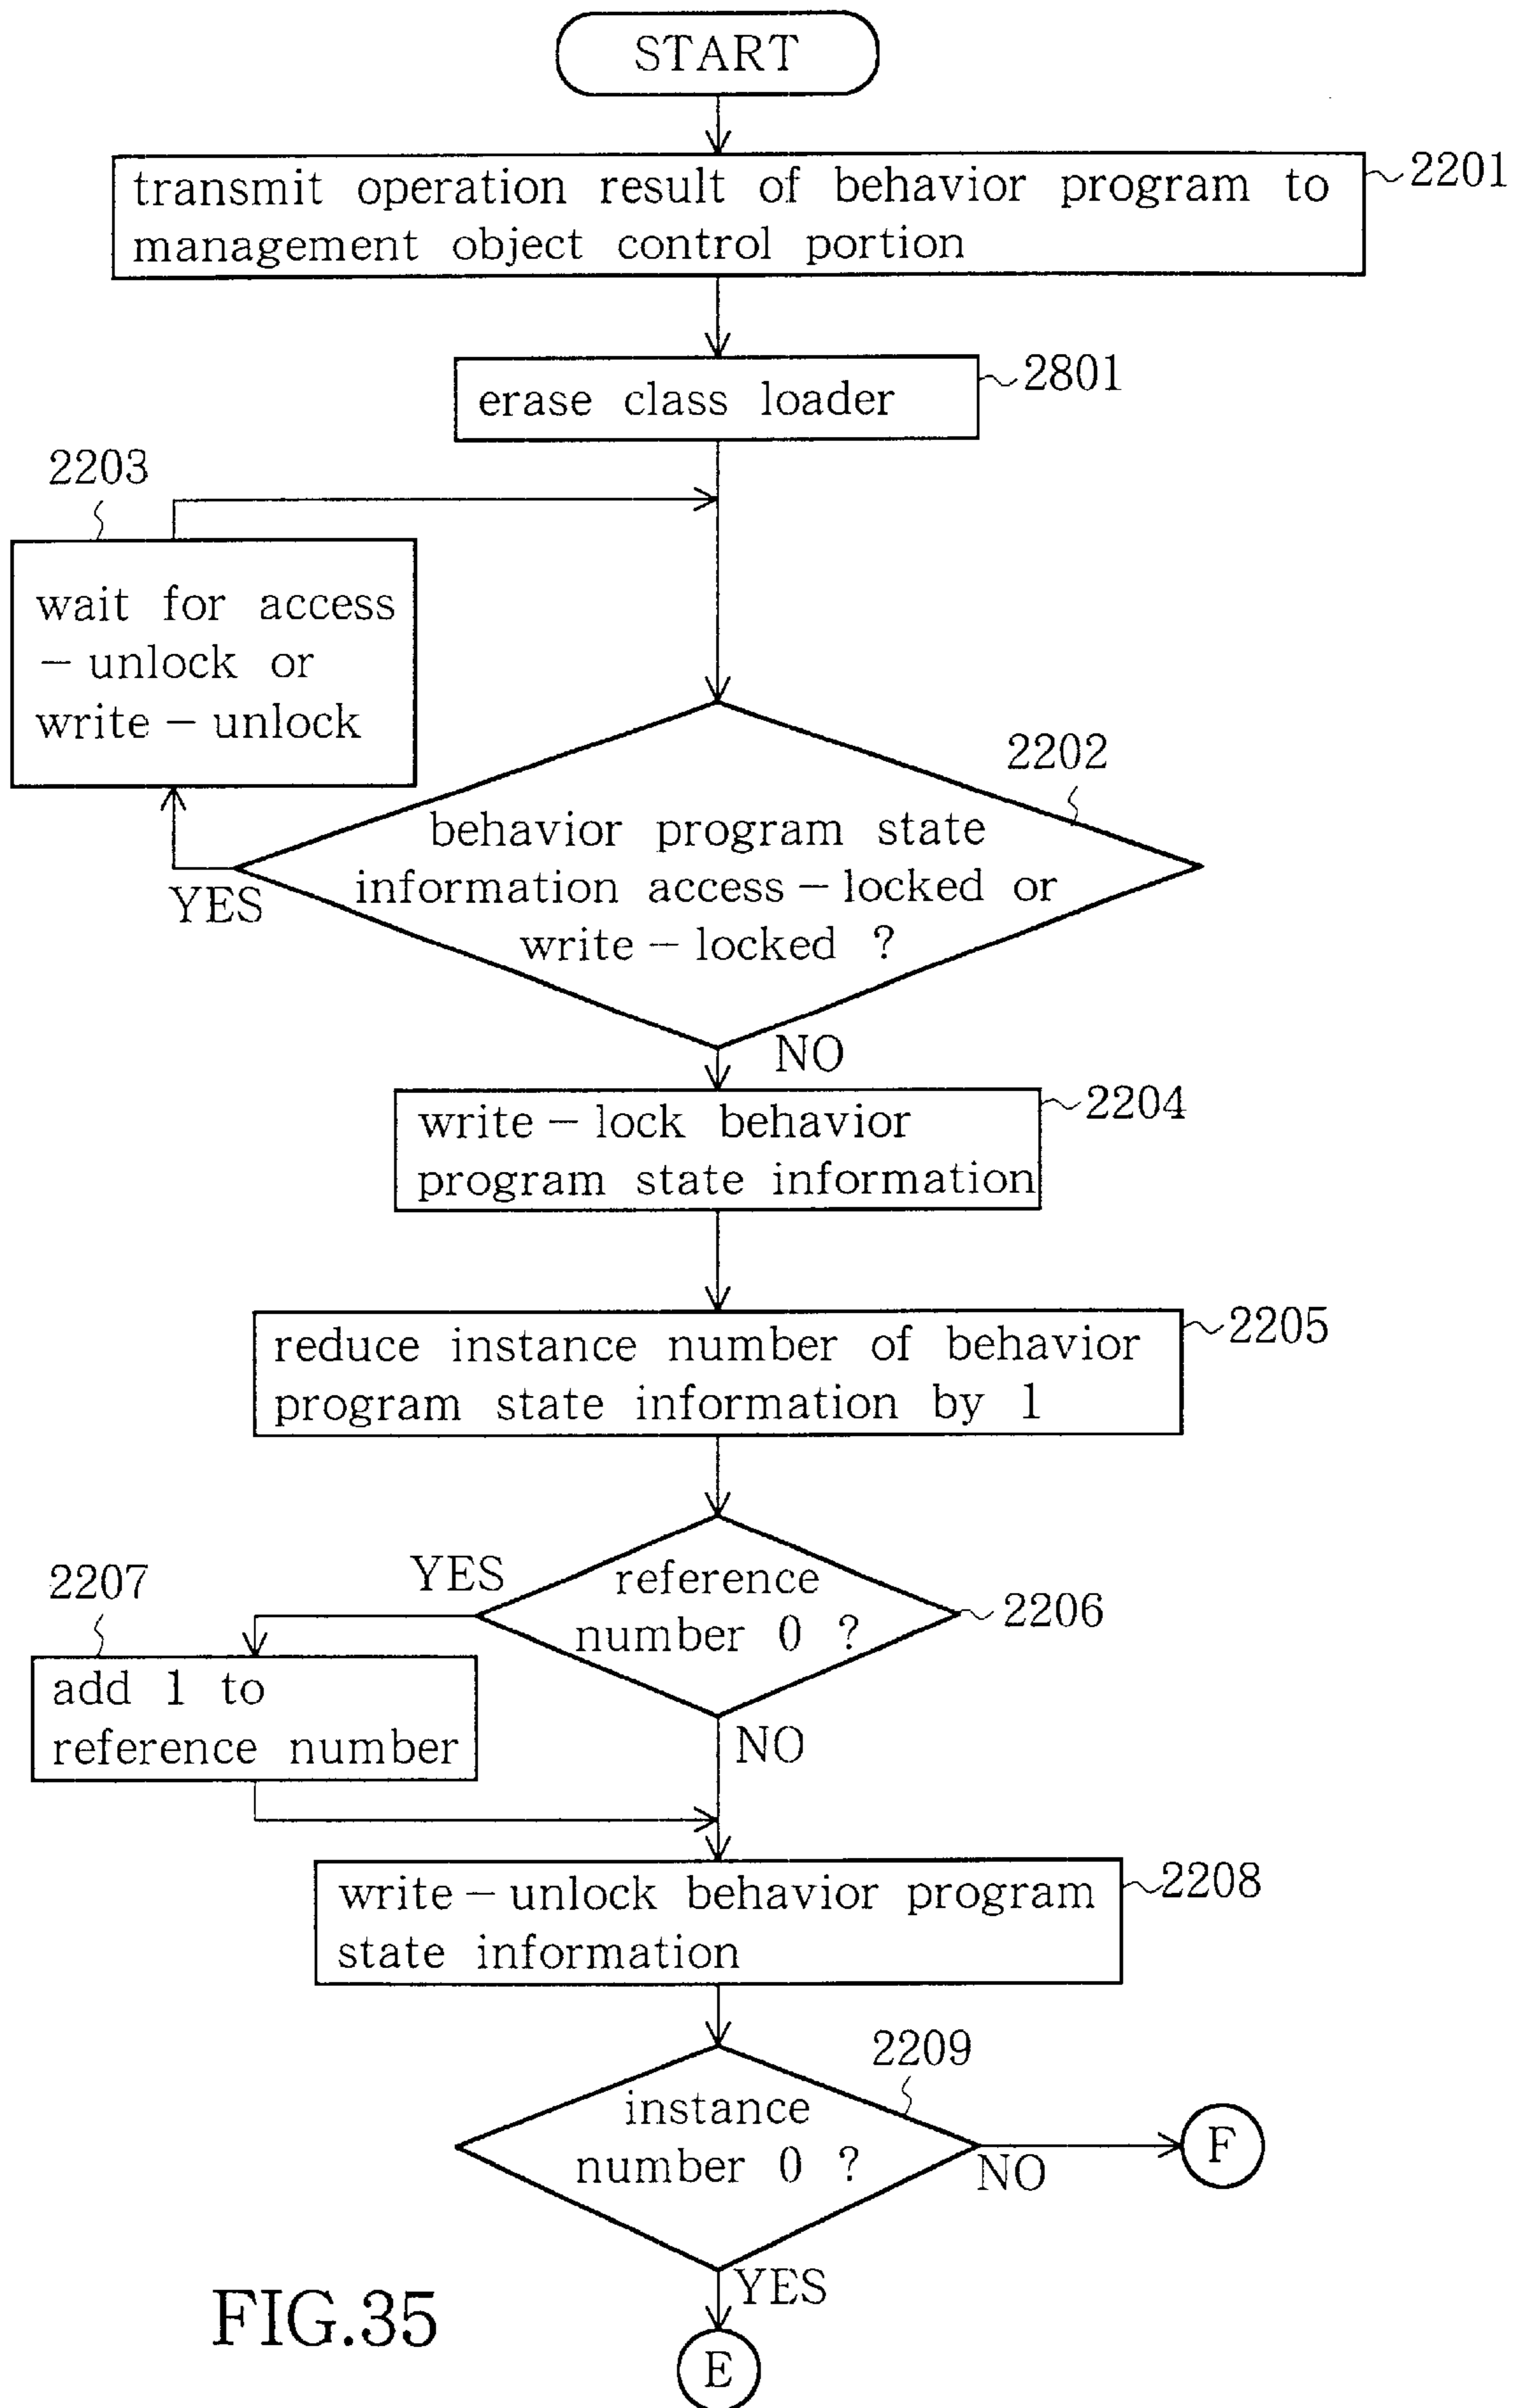 START
transmit operation result of behavior program to
management object control portion
2201
erase class loader
2801
2203
wait for access
-unlock or
write-unlock
2202
behavior program state
information access-locked or
write-locked ?
YES
NO
write-lock behavior
program state information
2204
reduce instance number of behavior
program state information by 1
2205
reference
number 0 ?
2206
YES
2207
add 1 to
reference number
NO
write-unlock behavior program
state information
2208
2209
instance
number 0 ?
NO
F
YES
E
FIG.35